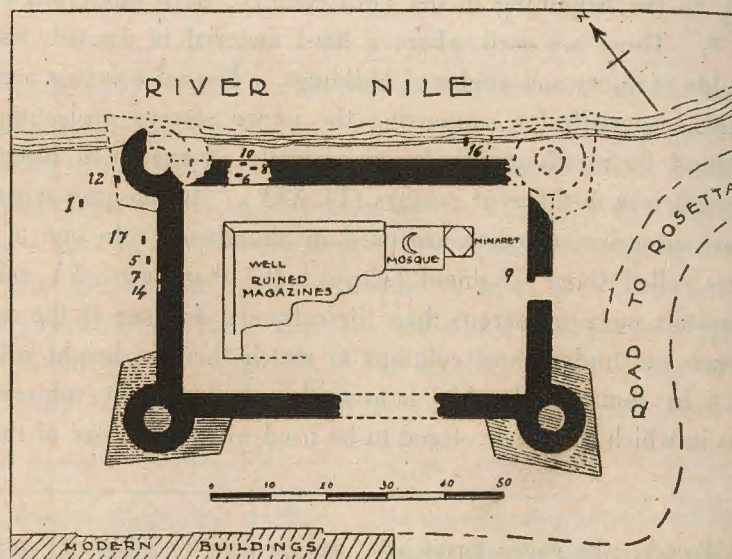 N
RIVER NILE
10
16
8
6
12
1
17
5
7
14
WELL
RUINED
MAGAZINES
MOSQUE
MINARET
9
ROAD TO ROSETTA
0 10 20 30 40 50
MODERN BUILDINGS